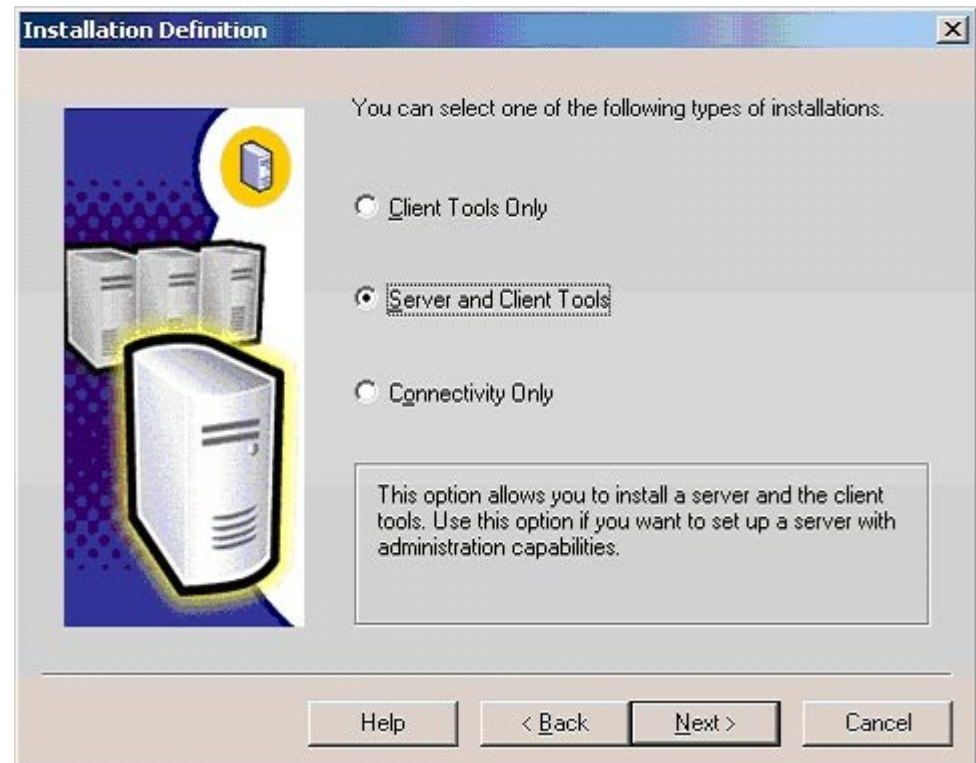 Installation Definition
You can select one of the following types of installations.
Client Tools Only
Server and Client Tools
Connectivity Only
This option allows you to install a server and the client
tools. Use this option if you want to set up a server with
administration capabilities.
Help
< Back
Next >
Cancel